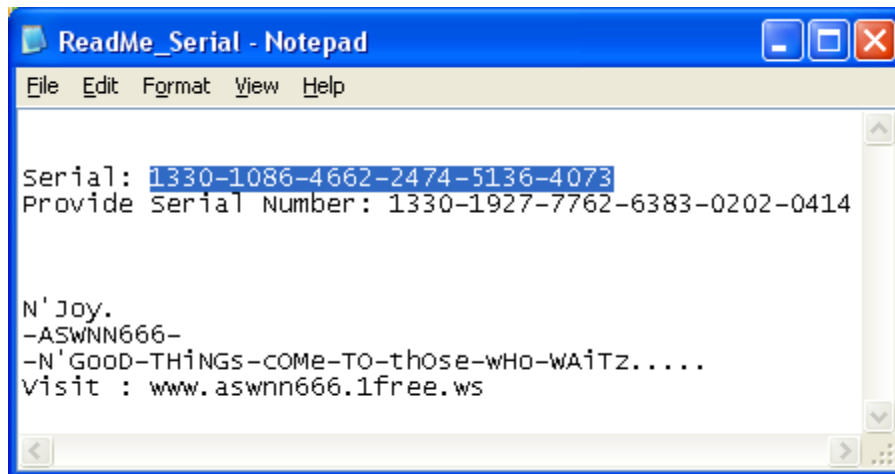 ReadMe_Serial - Notepad
File Edit Format View Help
Serial: 1330-1086-4662-2474-5136-4073
Provide Serial Number: 1330-1927-7762-6383-0202-0414
N'Joy.
-ASWNN666-
-N'GooD-THiNGs-cOMe-TO-thOse-wHo-WAiTz.....
Visit : www.aswnn666.1free.ws